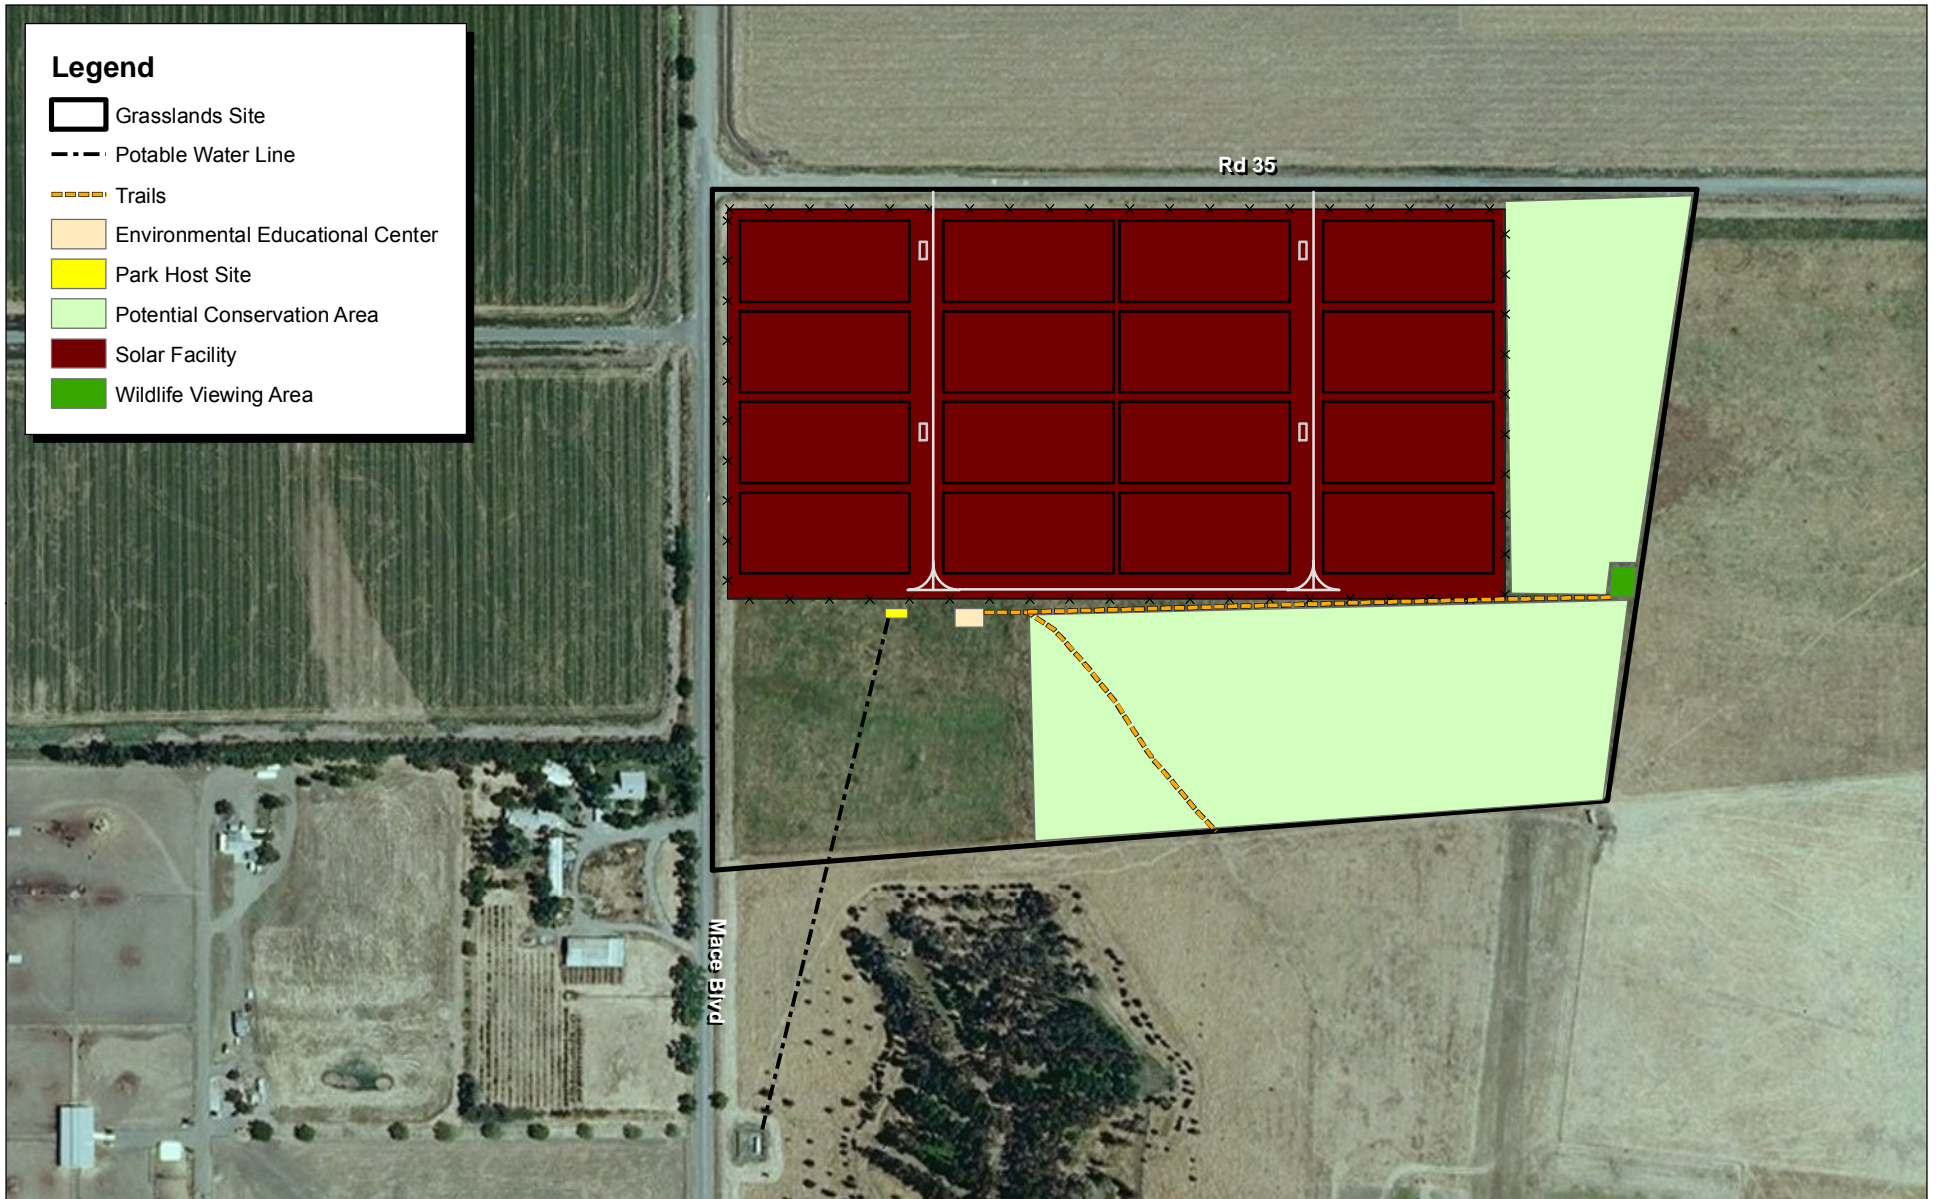 Legend
Grasslands Site
Potable Water Line
Trails
Environmental Educational Center
Park Host Site
Potential Conservation Area
Solar Facility
Wildlife Viewing Area
Rd 35
Mace Blvd